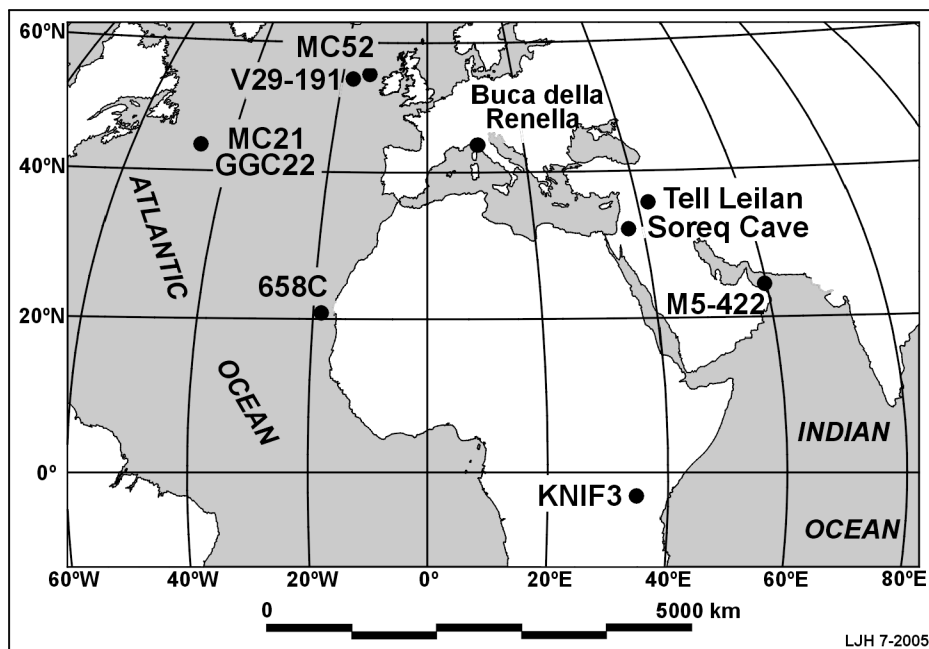 60ºN
MC52
V29-191
Buca della
Renella
MC21
GGC22
40ºN
ATLANTIC
Tell Leilan
Soreq Cave
658C
M5-422
20ºN
OCEAN
INDIAN
0º
KNIF3
OCEAN
60ºW 40ºW 20ºW 0º 20ºE 40ºE 60ºE 80ºE
0 5000 km
LJH 7-2005